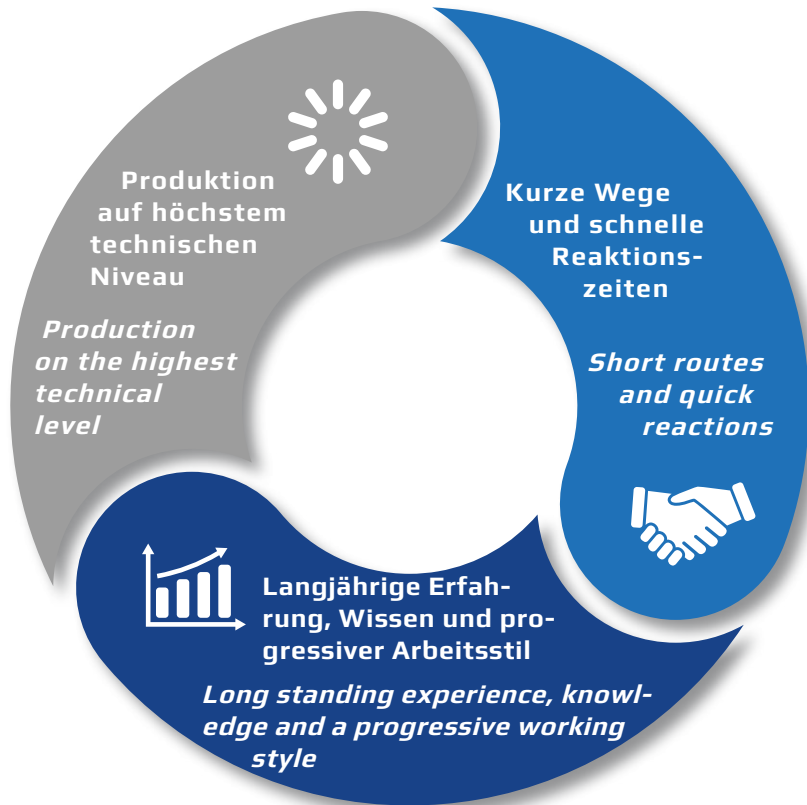 Produktion
auf höchstem
technischen
Niveau
Production
on the highest
technical
level
Kurze Wege
und schnelle
Reaktions-
zeiten
Short routes
and quick
reactions
Langjährige Erfah-
rung, Wissen und pro-
gressiver Arbeitsstil
Long standing experience, knowl-
edge and a progressive working
style